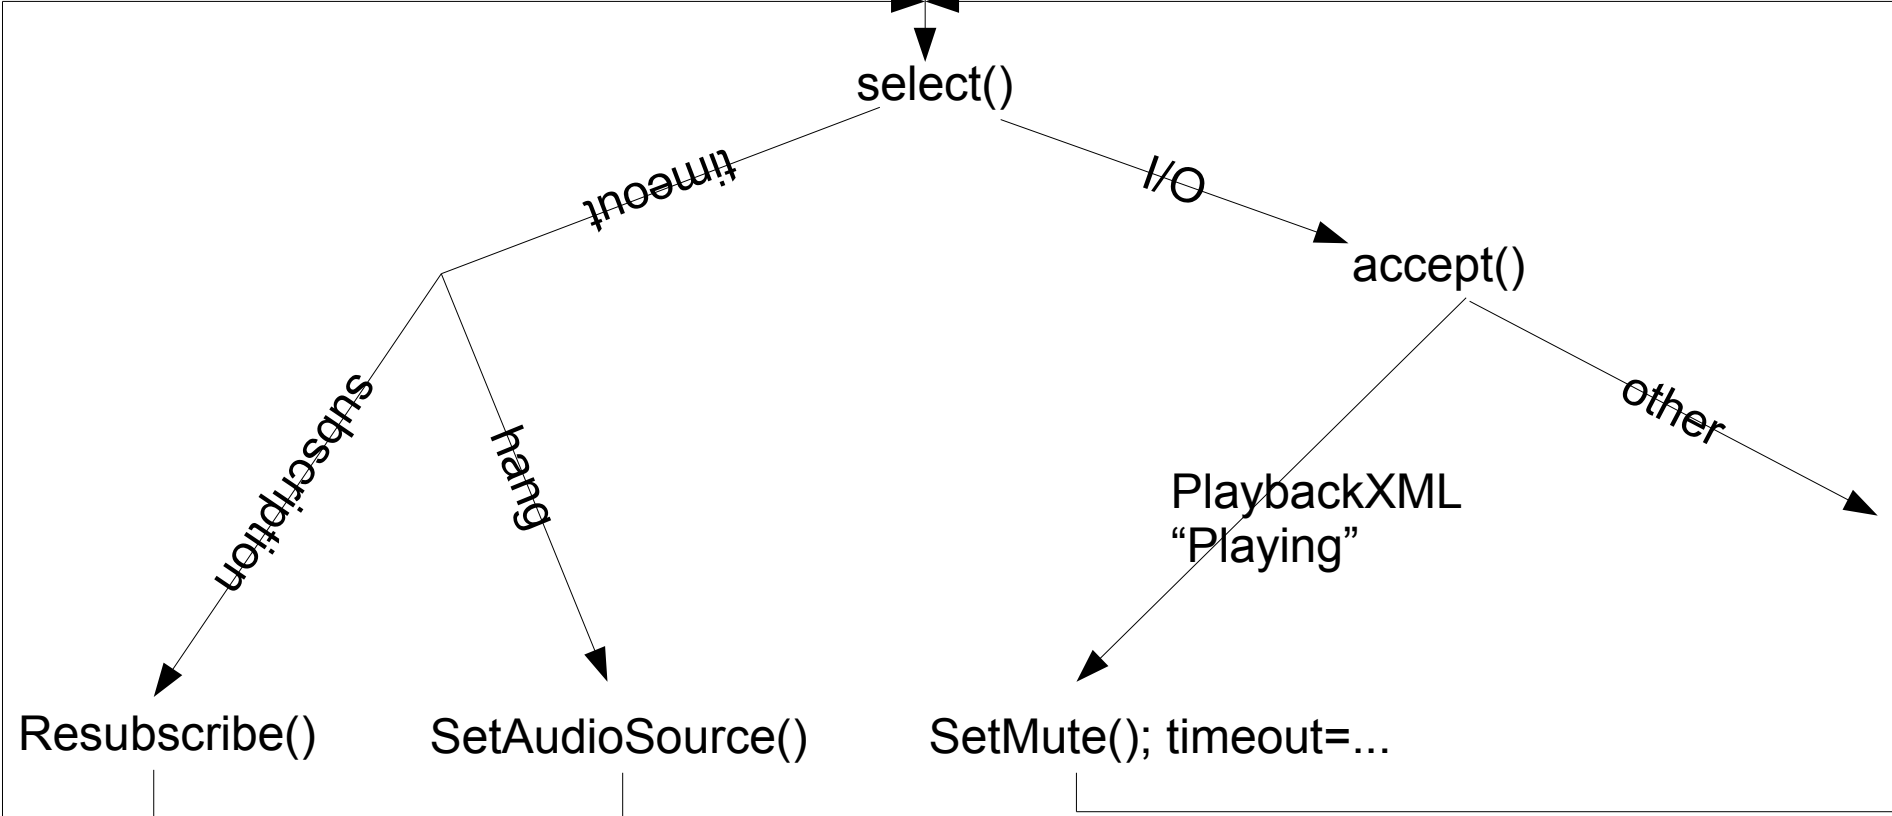 select()
timeout
I/O
accept()
subscription
hang
other
PlaybackXML
“Playing”
Resubscribe()
SetAudioSource()
SetMute(); timeout=...